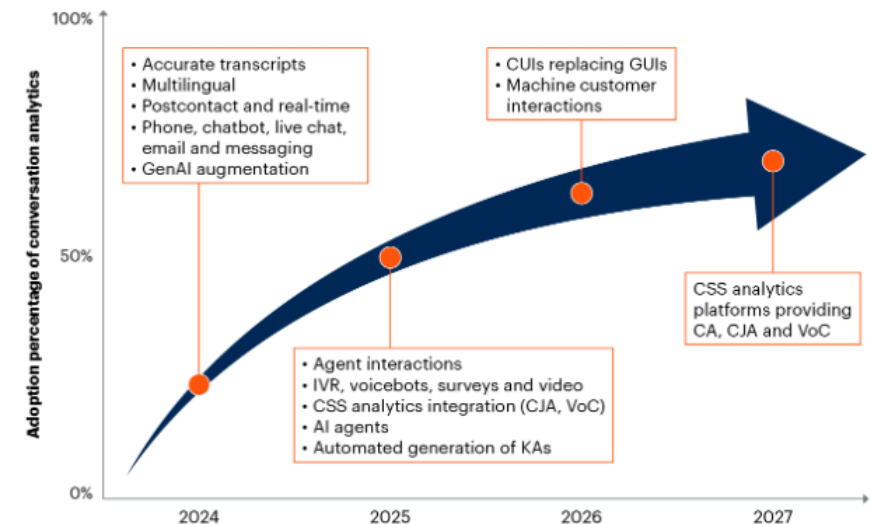 100%
• Accurate transcripts
• Multilingual
• Postcontact and real-time
• Phone, chatbot, live chat,
email and messaging
• GenAI augmentation
• CUIs replacing GUIs
• Machine customer
interactions
Adoption percentage of conversation analytics
50%
CSS analytics
platforms providing
CA, CJA and VoC
• Agent interactions
• IVR, voicebots, surveys and video
• CSS analytics integration (CJA, VoC)
• AI agents
• Automated generation of KAs
0%
2024
2025
2026
2027